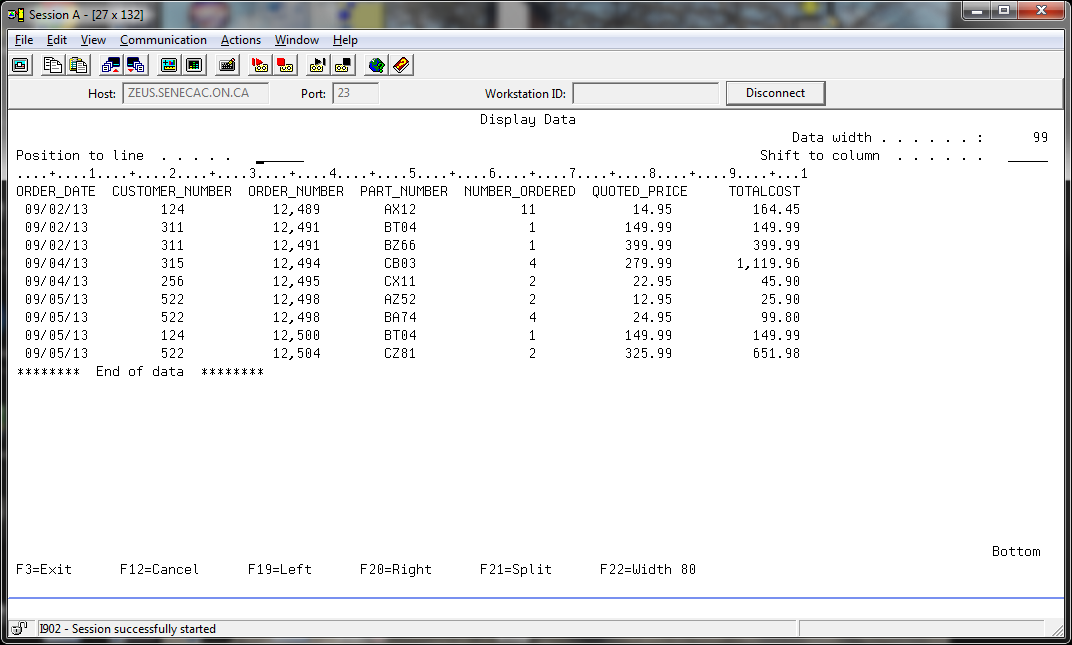 Session A - [27 x 132]
File Edit View Communication Actions Window Help
Host: ZEUS.SENECAC.ON.CA Port: 23 Workstation ID: Disconnect
Display Data
Data width . . . . . . . : 99
Position to line . . . . . Shift to column . . . . . .
....+....1....+....2....+....3....+....4....+....5....+....6....+....7....+....8....+....9....+...1
ORDER_DATE CUSTOMER_NUMBER ORDER_NUMBER PART_NUMBER NUMBER_ORDERED QUOTED_PRICE TOTALCOST
09/02/13 124 12,489 AX12 11 14.95 164.45
09/02/13 311 12,491 BT04 1 149.99 149.99
09/02/13 311 12,491 BZ66 1 399.99 399.99
09/04/13 315 12,494 CB03 4 279.99 1,119.96
09/04/13 256 12,495 CX11 2 22.95 45.90
09/05/13 522 12,498 AZ52 2 12.95 25.90
09/05/13 522 12,498 BA74 4 24.95 99.80
09/05/13 124 12,500 BT04 1 149.99 149.99
09/05/13 522 12,504 CZ81 2 325.99 651.98
******** End of data ********
Bottom
F3=Exit F12=Cancel F19=Left F20=Right F21=Split F22=Width 80
I902 - Session successfully started